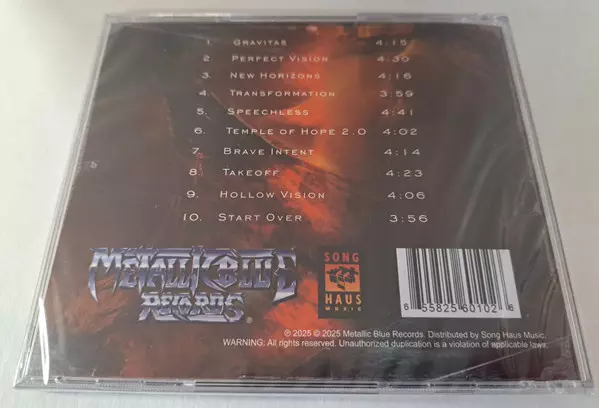 1. Gravitas 4:15
2 Perfect Vision 4:30
3. New Horizons 4:16
4. Transformation 3:59
5. Speechless 4:41
6. Temple of Hope 2.0 4:02
7. Brave Intent 4:14
8. Takeoff 4:23
9. Hollow Vision 4:06
10. Start Over 3:56
METALLIC BLUE
RECORDS®
SONG
HAUS
MUSIC
6 55825 60102 6
℗ 2025 © 2025 Metallic Blue Records. Distributed by Song Haus Music.
WARNING: All rights reserved. Unauthorized duplication is a violation of applicable laws.